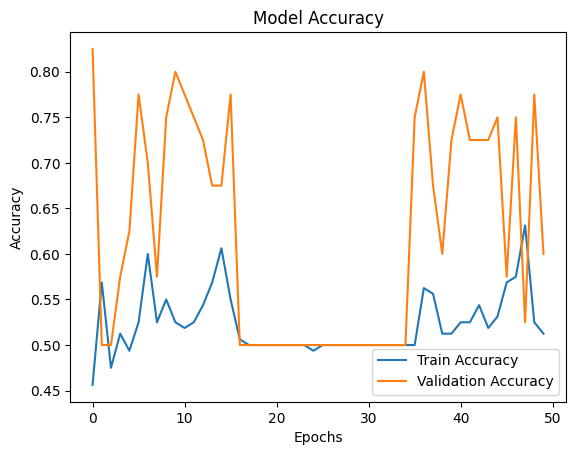 Model Accuracy
Accuracy
0.80
0.75
0.70
0.65
0.60
0.55
0.50
0.45
Train Accuracy
Validation Accuracy
0 10 20 30 40 50
Epochs